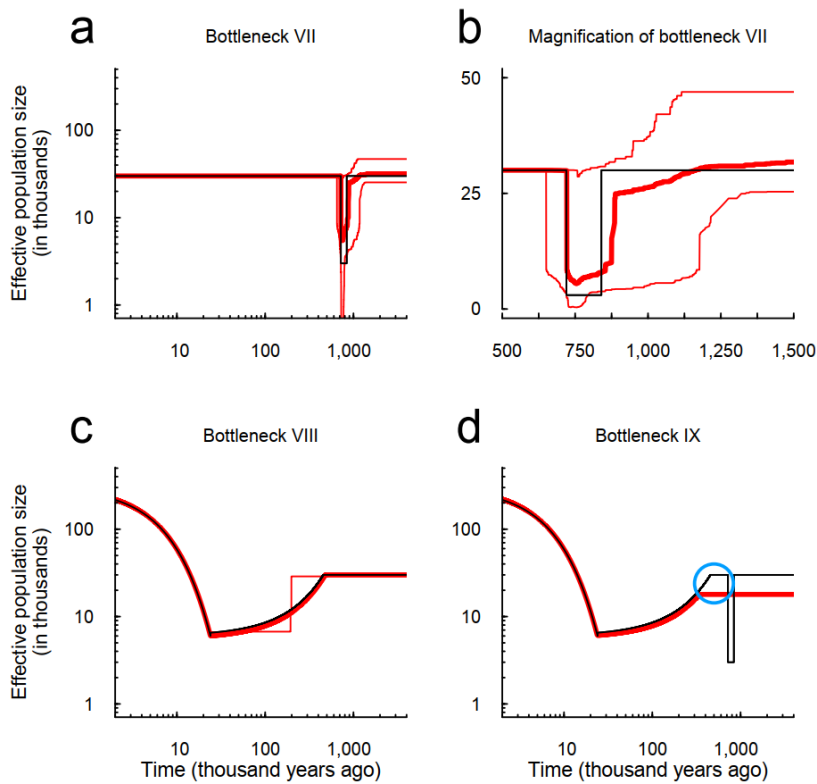 a
Bottleneck VII
Effective population size
(in thousands)
100
10
1
10
100
1,000
b
Magnification of bottleneck VII
50
25
0
500
750
1,000
1,250
1,500
c
Bottleneck VIII
Effective population size
(in thousands)
100
10
1
10
100
1,000
Time (thousand years ago)
d
Bottleneck IX
100
10
1
10
100
1,000
Time (thousand years ago)